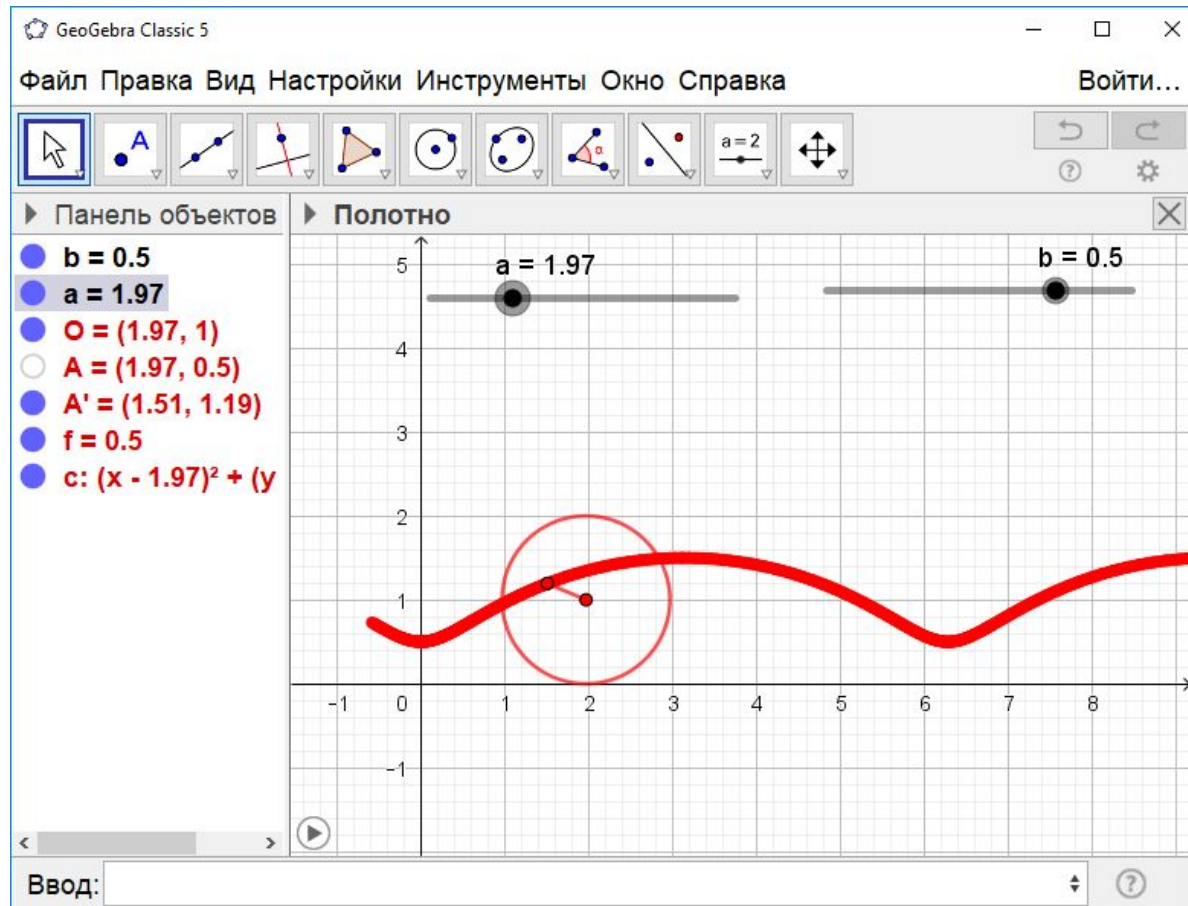 GeoGebra Classic 5
Файл Правка Вид Настройки Инструменты Окно Справка Войти…
A
α
a = 2
Панель объектов
Полотно
b = 0.5
a = 1.97
O = (1.97, 1)
A = (1.97, 0.5)
A' = (1.51, 1.19)
f = 0.5
c: (x - 1.97)² + (y
a = 1.97
b = 0.5
5
4
3
2
1
-1 0 1 2 3 4 5 6 7 8
-1
Ввод: